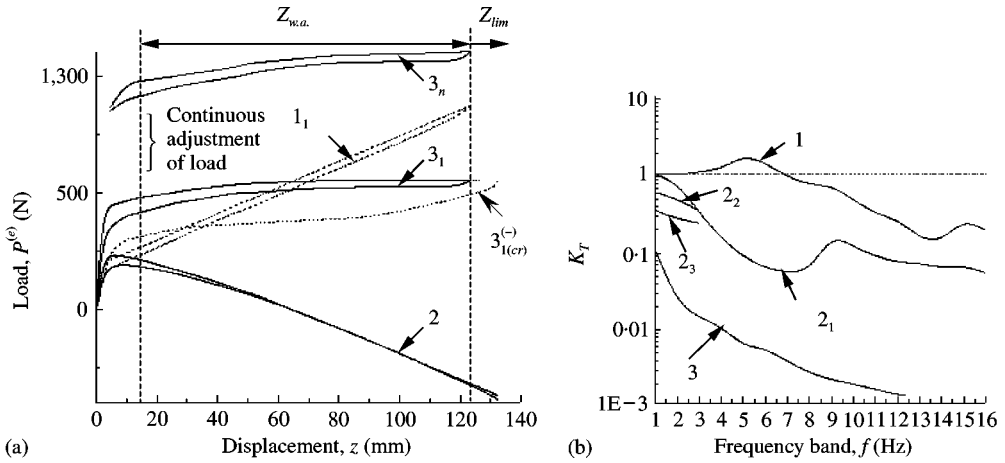 Z_w.a.
Z_lim
1,300
500
0
Load, P^(e) (N)
3_n
Continuous
adjustment
of load
1_1
3_1
3_1(cr)^(-)
2
0 20 40 60 80 100 120 140
(a)
Displacement, z (mm)
10
1
0·1
0·01
1E-3
K_T
1
2_2
2_3
2_1
3
1 2 3 4 5 6 7 8 9 10 11 12 13 14 15 16
(b)
Frequency band, f (Hz)